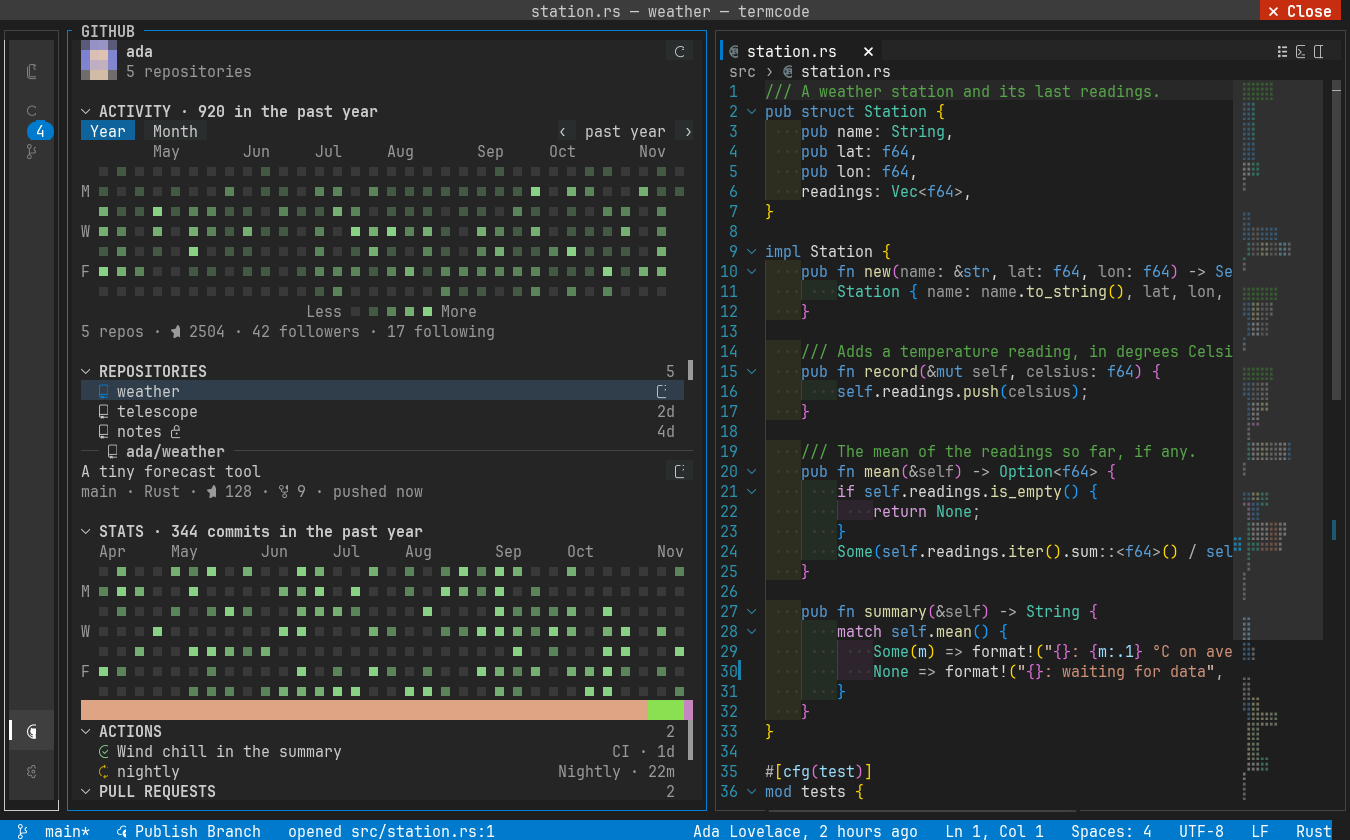 station.rs — weather — termcode
× Close
GITHUB
ada
5 repositories
ACTIVITY · 920 in the past year
Year Month
‹ past year ›
May Jun Jul Aug Sep Oct Nov
M
W
F
Less More
5 repos · 2504 · 42 followers · 17 following
REPOSITORIES 5
weather
telescope 2d
notes 4d
ada/weather
A tiny forecast tool
main · Rust · 128 · 9 · pushed now
STATS · 344 commits in the past year
Apr May Jun Jul Aug Sep Oct Nov
M
W
F
ACTIONS 2
Wind chill in the summary CI · 1d
nightly Nightly · 22m
PULL REQUESTS 2
4
station.rs ×
src › station.rs
1 /// A weather station and its last readings.
2 pub struct Station {
3 pub name: String,
4 pub lat: f64,
5 pub lon: f64,
6 readings: Vec<f64>,
7 }
8
9 impl Station {
10 pub fn new(name: &str, lat: f64, lon: f64) -> Se
11 Station { name: name.to_string(), lat, lon,
12 }
13
14 /// Adds a temperature reading, in degrees Celsi
15 pub fn record(&mut self, celsius: f64) {
16 self.readings.push(celsius);
17 }
18
19 /// The mean of the readings so far, if any.
20 pub fn mean(&self) -> Option<f64> {
21 if self.readings.is_empty() {
22 return None;
23 }
24 Some(self.readings.iter().sum::<f64>() / sel
25 }
26
27 pub fn summary(&self) -> String {
28 match self.mean() {
29 Some(m) => format!("{}: {m:.1} °C on ave
30 None => format!("{}: waiting for data",
31 }
32 }
33 }
34
35 #[cfg(test)]
36 mod tests {
main* Publish Branch opened src/station.rs:1
Ada Lovelace, 2 hours ago Ln 1, Col 1 Spaces: 4 UTF-8 LF Rust